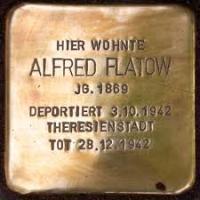 HIER WOHNTE
ALFRED FLATOW
JG. 1869
DEPORTIERT 3.10.1942
THERESIENSTADT
TOT 28.12.1942